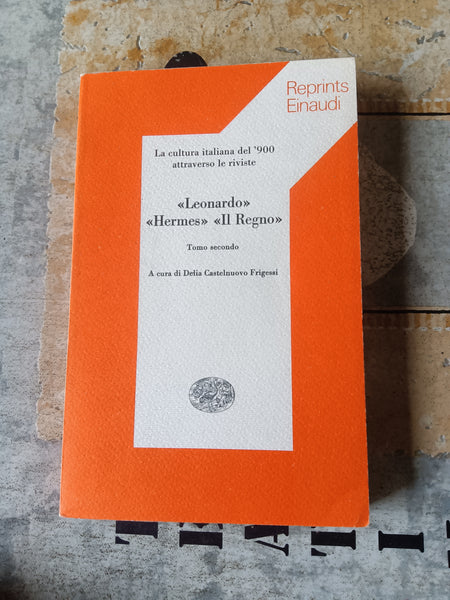 Reprints
Einaudi
La cultura italiana del '900
attraverso le riviste
«Leonardo»
«Hermes» «Il Regno»
Tomo secondo
A cura di Delia Castelnuovo Frigessi